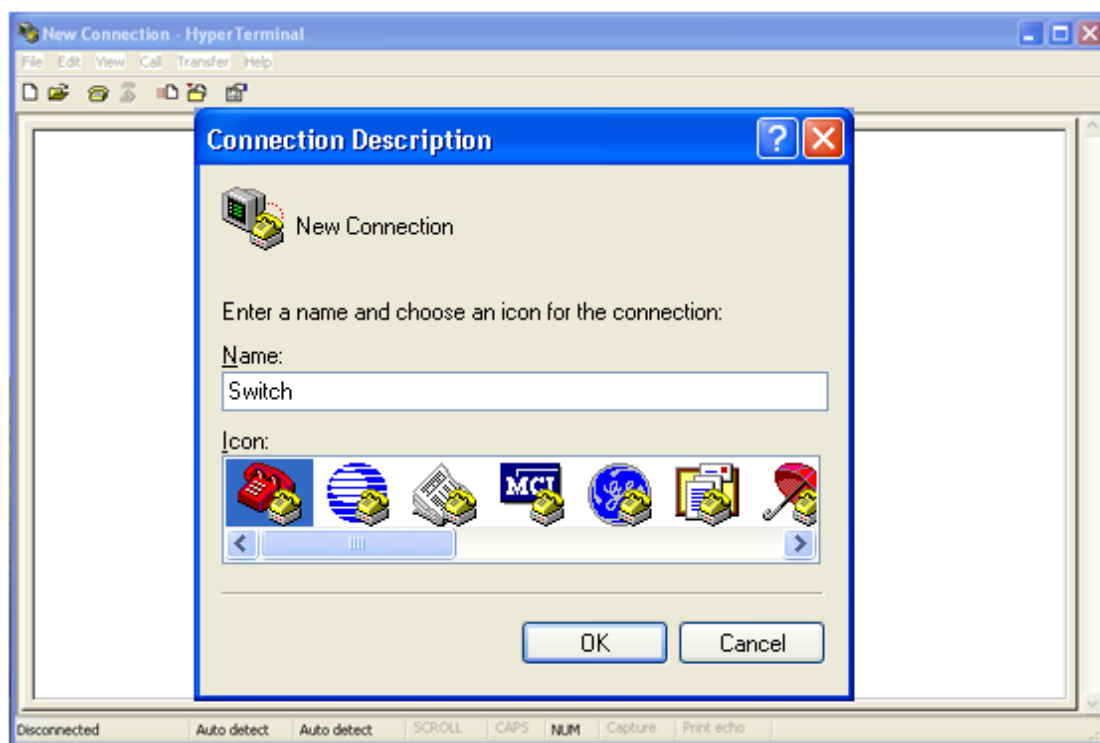 New Connection - HyperTerminal
File Edit View Call Transfer Help
Connection Description
New Connection
Enter a name and choose an icon for the connection:
Name:
Switch
Icon:
MCI
OK Cancel
Disconnected Auto detect Auto detect SCROLL CAPS NUM Capture Print echo